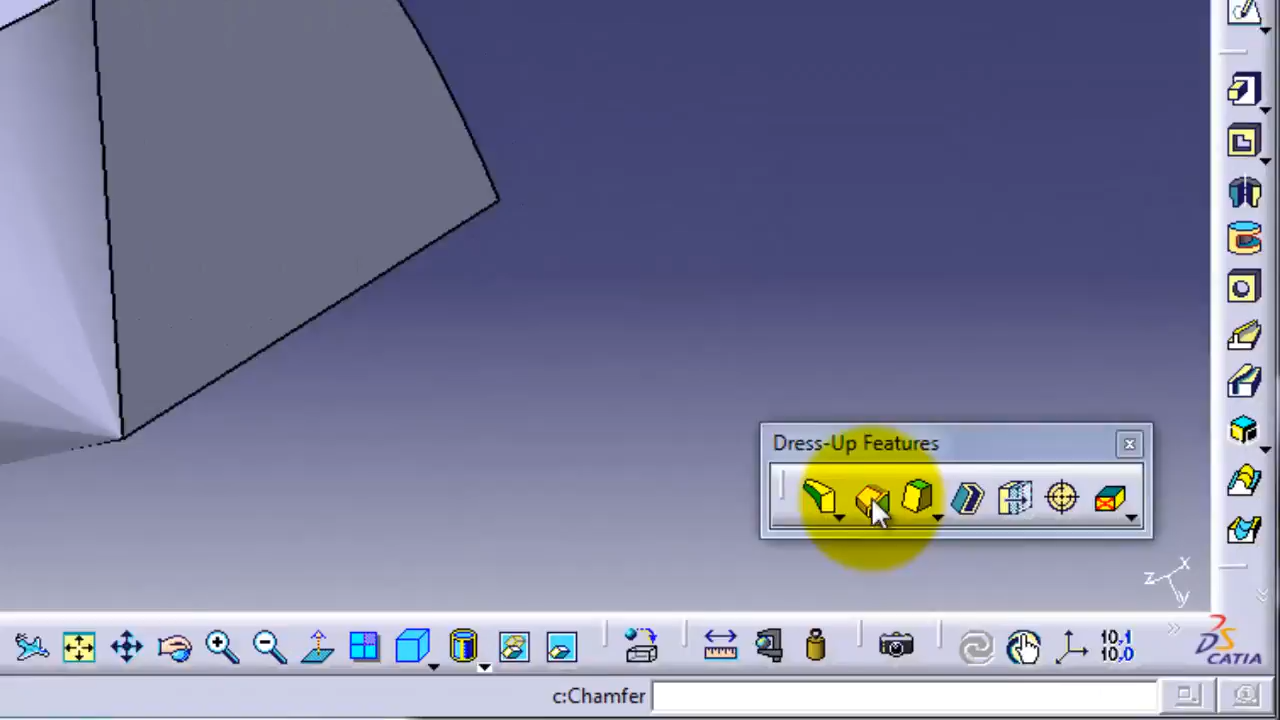 Dress-Up Features
z
x
y
10,1
10,0
CATIA
c:Chamfer